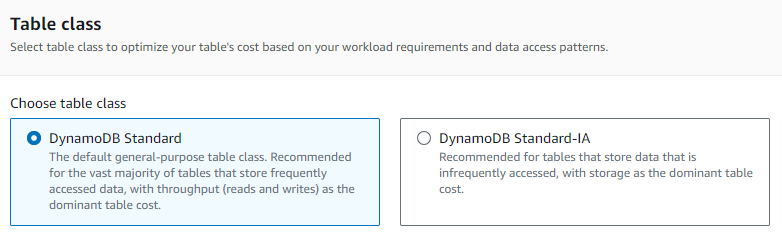 Table class
Select table class to optimize your table's cost based on your workload requirements and data access patterns.
Choose table class
DynamoDB Standard
The default general-purpose table class. Recommended
for the vast majority of tables that store frequently
accessed data, with throughput (reads and writes) as the
dominant table cost.
DynamoDB Standard-IA
Recommended for tables that store data that is
infrequently accessed, with storage as the dominant table
cost.